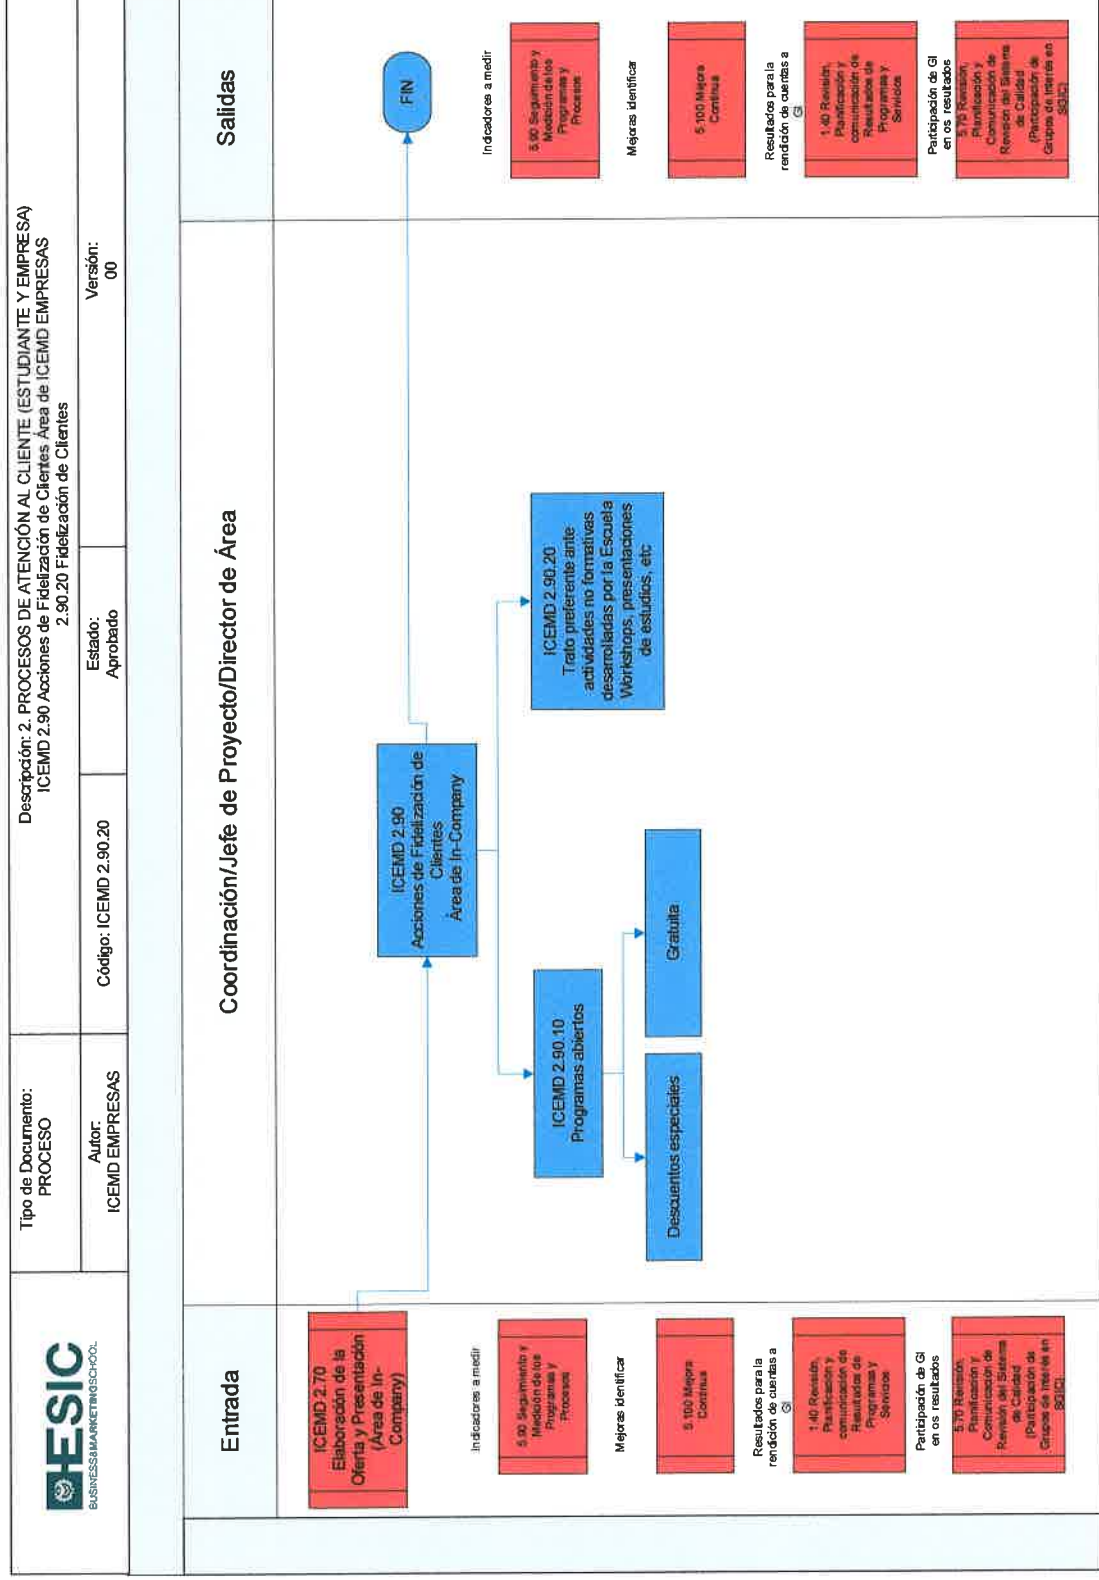 ESIC
BUSINESS&MARKETINGSCHOOL
Tipo de Documento:
PROCESO
Descripción: 2. PROCESOS DE ATENCIÓN AL CLIENTE (ESTUDIANTE Y EMPRESA)
ICEMD 2.90 Acciones de Fidelización de Clientes Área de ICEMD EMPRESAS
2.90.20 Fidelización de Clientes
Autor:
ICEMD EMPRESAS
Código: ICEMD 2.90.20
Estado:
Aprobado
Versión:
00
Entrada
Coordinación/Jefe de Proyecto/Director de Área
Salidas
ICEMD 2.70
Elaboración de la
Oferta y Presentación
(Área de In-
Company)
Indicadores a medir
5.90 Seguimiento y
Medición de los
Programas y
Procesos
Mejoras identificar
5.100 Mejora
Continua
Resultados para la
rendición de cuentas a
GI
1.40 Revisión,
Planificación y
comunicación de
Resultados de
Programas y
Servicios
Participación de GI
en os resultados
5.70 Revisión,
Planificación y
Comunicación de
Revisión del Sistema
de Calidad
(Participación de
Grupos de Interés en
SGIC)
ICEMD 2.90
Acciones de Fidelización de
Clientes
Área de In-Company
ICEMD 2.90.10
Programas abiertos
Descuentos especiales
Gratuita
ICEMD 2.90.20
Trato preferente ante
actividades no formativas
desarrolladas por la Escuela
Workshops, presentaciones
de estudios, etc
FIN
Indicadores a medir
5.90 Seguimiento y
Medición de los
Programas y
Procesos
Mejoras identificar
5.100 Mejora
Continua
Resultados para la
rendición de cuentas a
GI
1.40 Revisión,
Planificación y
comunicación de
Resultados de
Programas y
Servicios
Participación de GI
en os resultados
5.70 Revisión,
Planificación y
Comunicación de
Revisión del Sistema
de Calidad
(Participación de
Grupos de Interés en
SGIC)